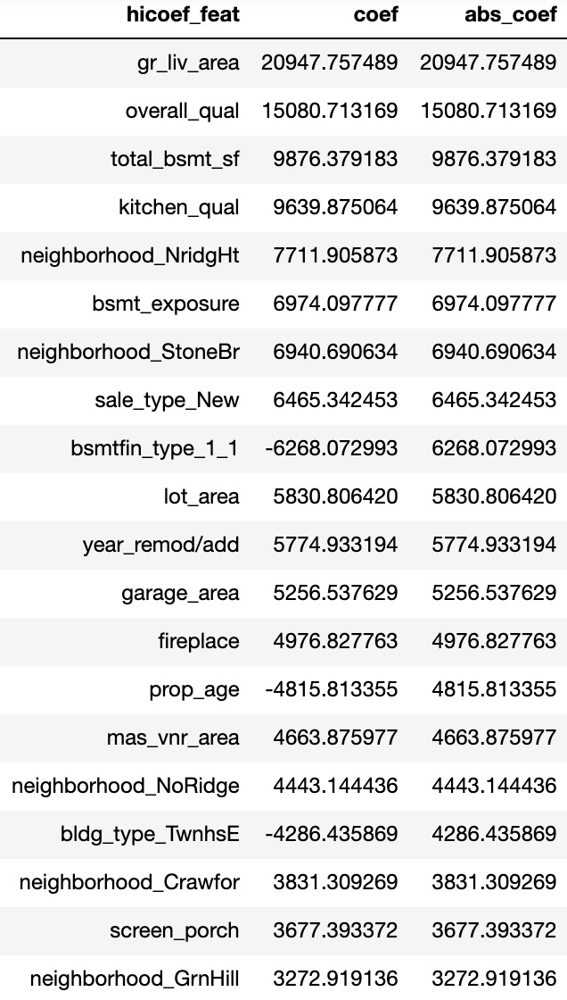 hicoef_feat coef abs_coef
gr_liv_area 20947.757489 20947.757489
overall_qual 15080.713169 15080.713169
total_bsmt_sf 9876.379183 9876.379183
kitchen_qual 9639.875064 9639.875064
neighborhood_NridgHt 7711.905873 7711.905873
bsmt_exposure 6974.097777 6974.097777
neighborhood_StoneBr 6940.690634 6940.690634
sale_type_New 6465.342453 6465.342453
bsmtfin_type_1_1 -6268.072993 6268.072993
lot_area 5830.806420 5830.806420
year_remod/add 5774.933194 5774.933194
garage_area 5256.537629 5256.537629
fireplace 4976.827763 4976.827763
prop_age -4815.813355 4815.813355
mas_vnr_area 4663.875977 4663.875977
neighborhood_NoRidge 4443.144436 4443.144436
bldg_type_TwnhsE -4286.435869 4286.435869
neighborhood_Crawfor 3831.309269 3831.309269
screen_porch 3677.393372 3677.393372
neighborhood_GrnHill 3272.919136 3272.919136